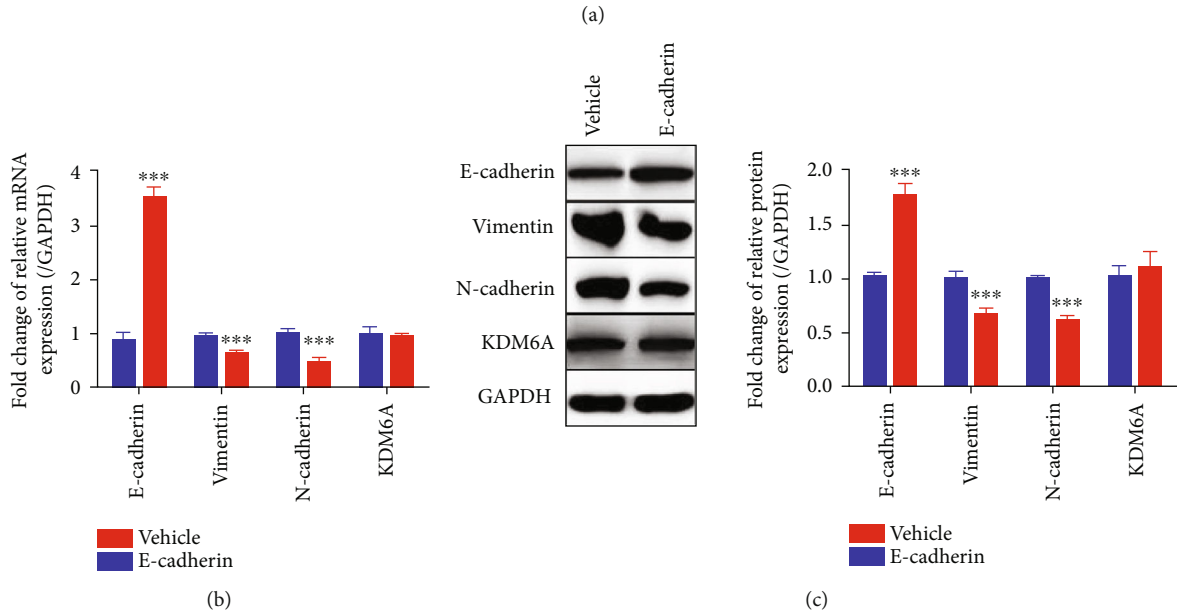 (a)
Fold change of relative mRNA
expression (/GAPDH)
4
3
2
1
0
***
***
***
E-cadherin
Vimentin
N-cadherin
KDM6A
Vehicle
E-cadherin
(b)
Vehicle
E-cadherin
E-cadherin
Vimentin
N-cadherin
KDM6A
GAPDH
Fold change of relative protein
expression (/GAPDH)
2.0
1.5
1.0
0.5
0.0
***
***
***
E-cadherin
Vimentin
N-cadherin
KDM6A
Vehicle
E-cadherin
(c)